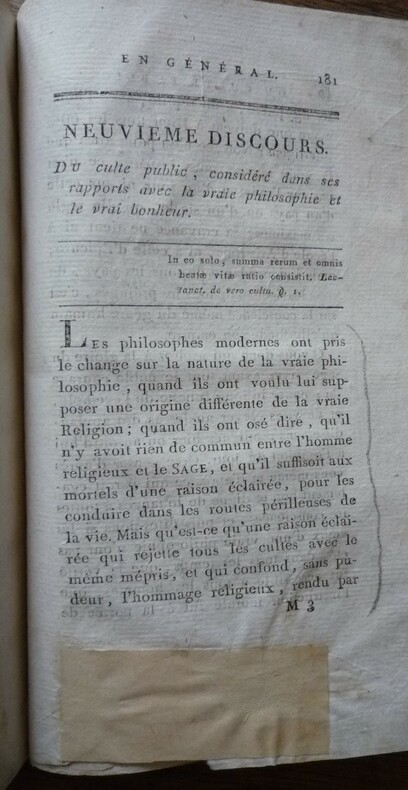 EN GÉNÉRAL. 181
NEUVIEME DISCOURS.
Du culte public, considéré dans ses
rapports avec la vraie philosophie et
le vrai bonheur.
In eo solo, summa rerum et omnis
beatæ vitæ ratio consistit. Lac-
tanct. de vero cultu. Q. 1.
LES philosophes modernes ont pris
le change sur la nature de la vraie phi-
losophie, quand ils ont voulu lui sup-
poser une origine différente de la vraie
Religion; quand ils ont osé dire, qu'il
n'y avoit rien de commun entre l'homme
religieux et le SAGE, et qu'il suffisoit aux
mortels d'une raison éclairée, pour les
conduire dans les routes périlleuses de
la vie. Mais qu'est-ce qu'une raison éclai-
rée qui rejette tous les cultes avec le
même mépris, et qui confond, sans pu-
deur, l'hommage religieux, rendu par
M 3